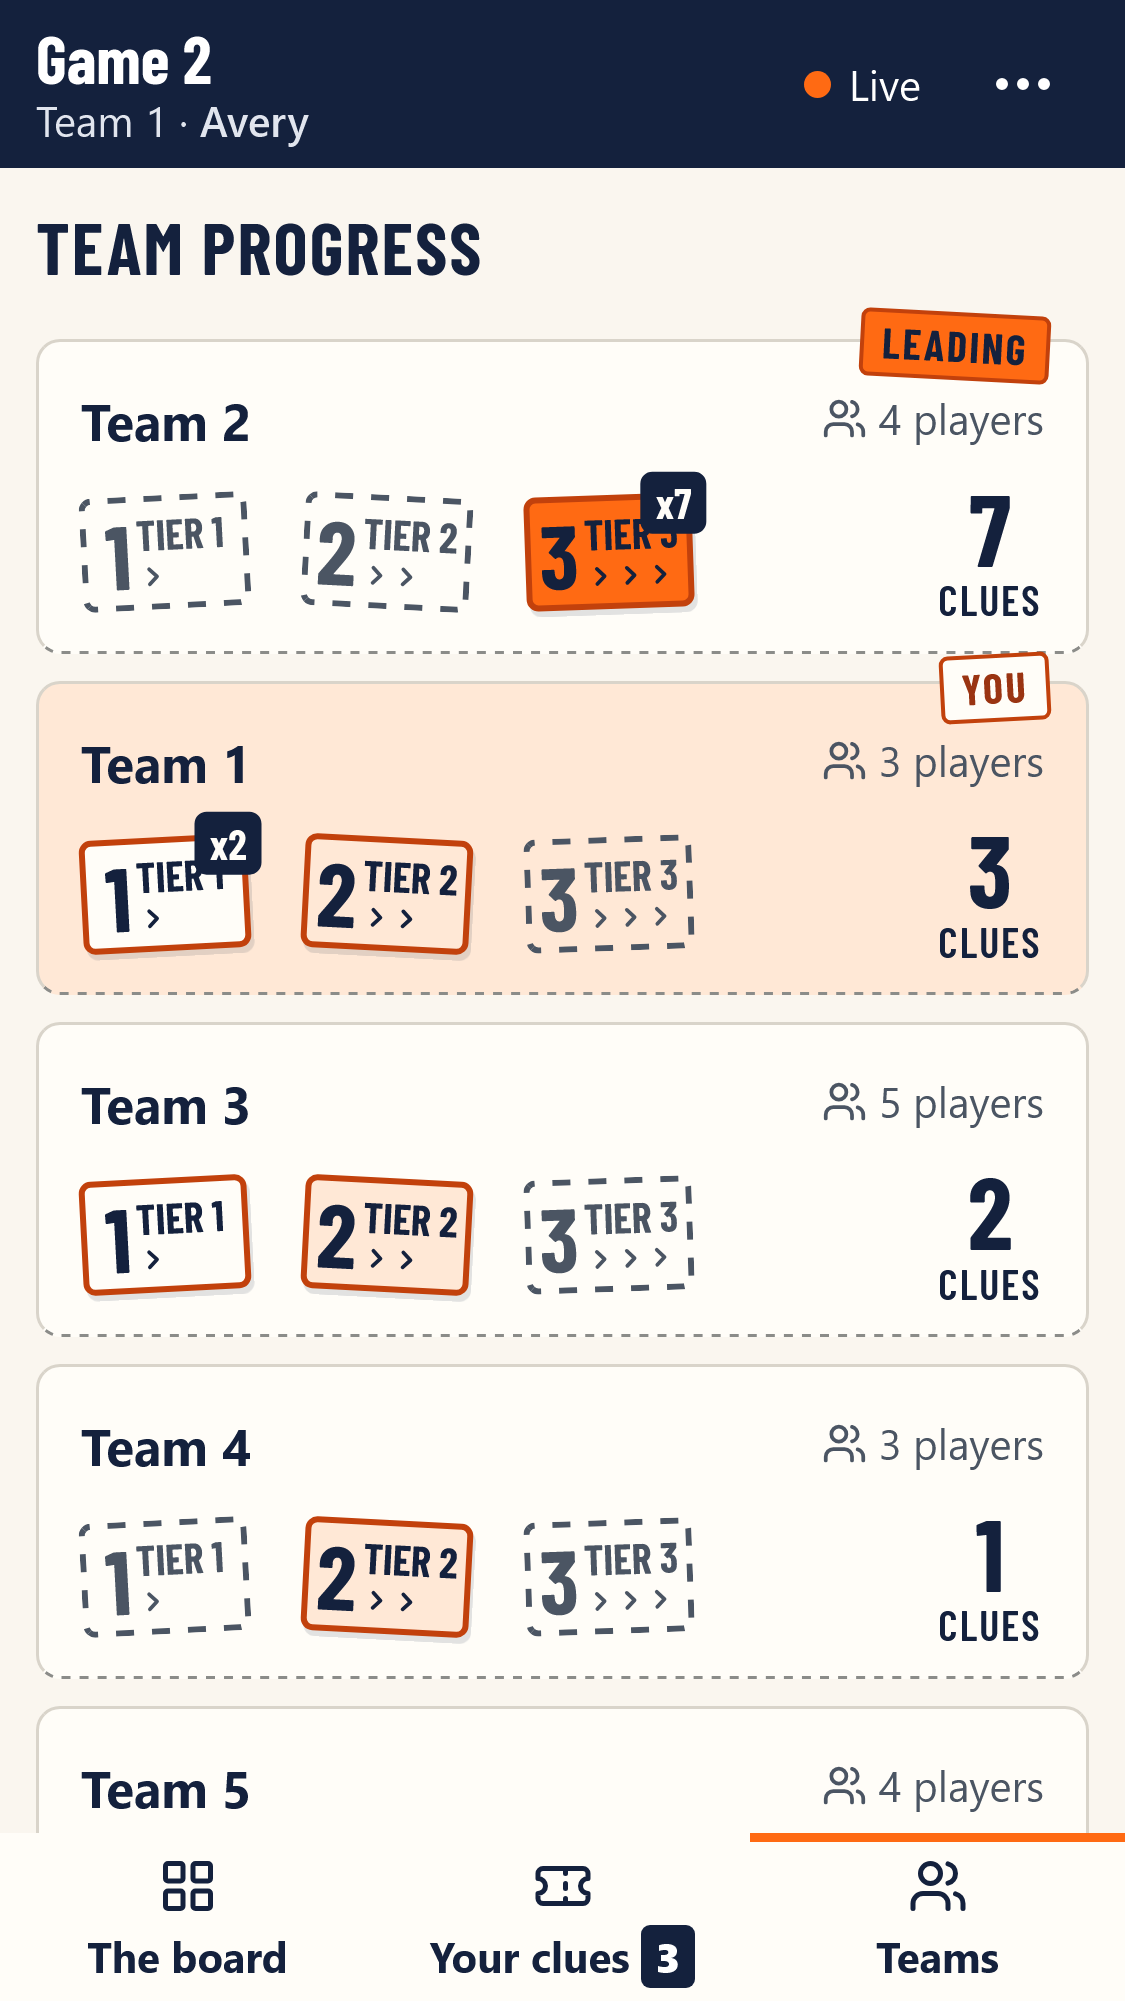 Game 2
Team 1 · Avery
Live
TEAM PROGRESS
LEADING
Team 2
4 players
1 TIER 1
2 TIER 2
3 TIER 3
x7
7
CLUES
YOU
Team 1
3 players
1 TIER 1
x2
2 TIER 2
3 TIER 3
3
CLUES
Team 3
5 players
1 TIER 1
2 TIER 2
3 TIER 3
2
CLUES
Team 4
3 players
1 TIER 1
2 TIER 2
3 TIER 3
1
CLUES
Team 5
4 players
The board
Your clues 3
Teams